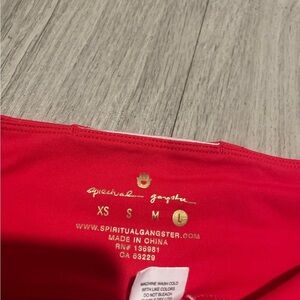 spiritual gangster
XS S M L
WWW.SPIRITUALGANGSTER.COM
MADE IN CHINA
RN# 136981
CA 63229
MACHINE WASH COLD
WITH LIKE COLORS
DO NOT BLEACH